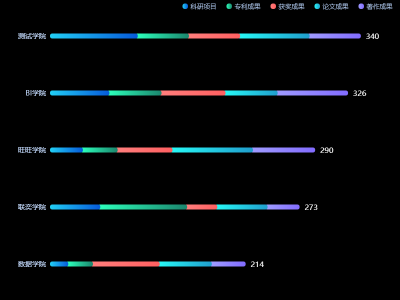 科研项目 专利成果 获奖成果 论文成果 著作成果
测试学院 340
BI学院 326
旺旺学院 290
联恋学院 273
数据学院 214